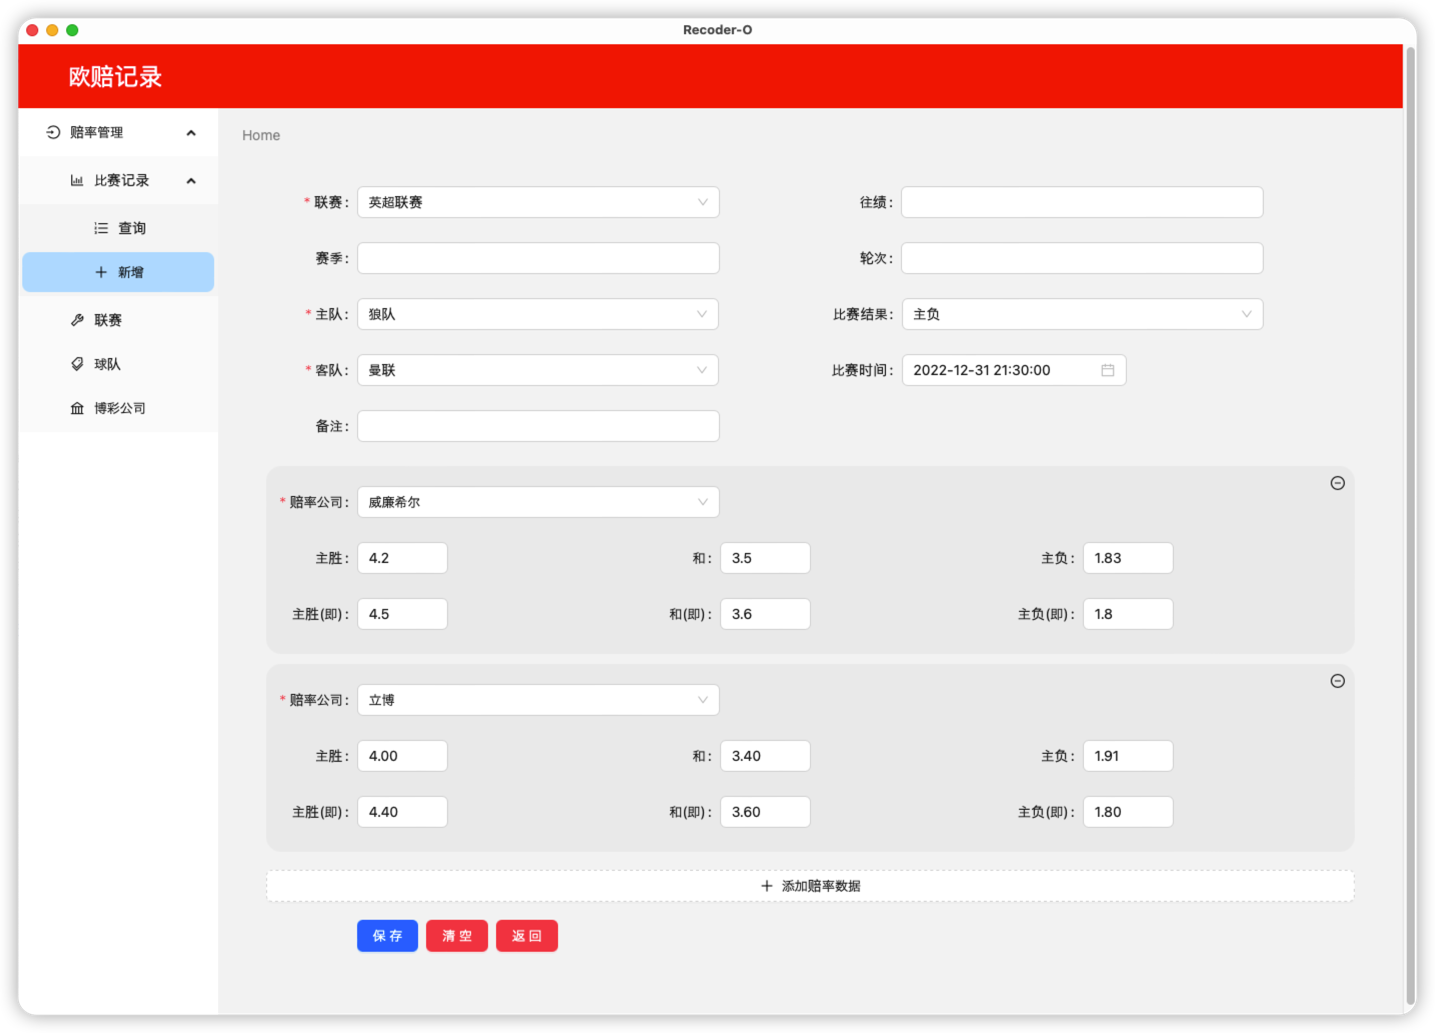 Recoder-O
欧赔记录
赔率管理
比赛记录
查询
新增
联赛
球队
博彩公司
Home
* 联赛: 英超联赛 往绩:
赛季: 轮次:
* 主队: 狼队 比赛结果: 主负
* 客队: 曼联 比赛时间: 2022-12-31 21:30:00
备注:
* 赔率公司: 威廉希尔
主胜: 4.2 和: 3.5 主负: 1.83
主胜(即): 4.5 和(即): 3.6 主负(即): 1.8
* 赔率公司: 立博
主胜: 4.00 和: 3.40 主负: 1.91
主胜(即): 4.40 和(即): 3.60 主负(即): 1.80
+ 添加赔率数据
保存 清空 返回